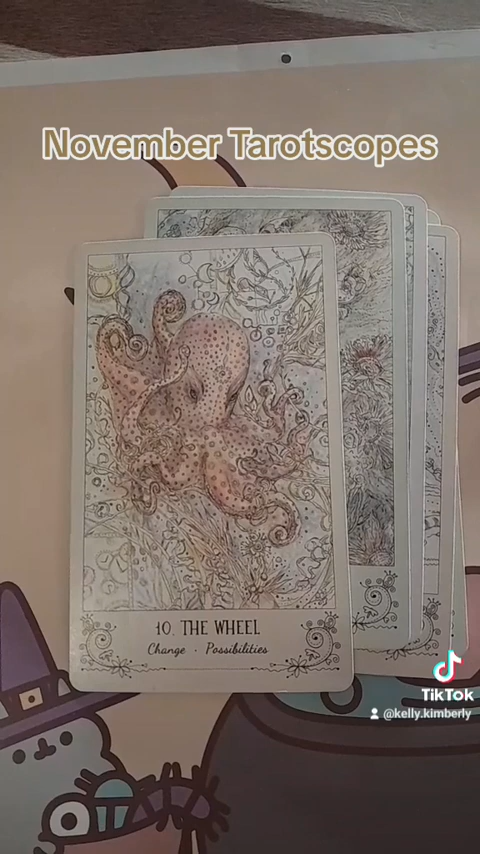 November Tarotscopes
10. THE WHEEL
Change · Possibilities
TikTok
@kelly.kimberly